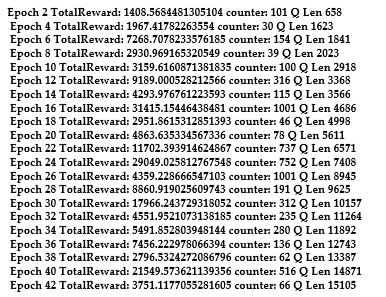 Epoch 2 TotalReward: 1408.5684481305135 counter: 101 Q Len 658
Epoch 4 TotalReward: 1967.41782263554 counter: 30 Q Len 1623
Epoch 6 TotalReward: 7268.7078233576185 counter: 154 Q Len 1841
Epoch 8 TotalReward: 2930.969165320549 counter: 39 Q Len 2023
Epoch 10 TotalReward: 3159.6160871381835 counter: 100 Q Len 2918
Epoch 12 TotalReward: 9189.000528212566 counter: 316 Q Len 3368
Epoch 14 TotalReward: 4293.976761223593 counter: 115 Q Len 3566
Epoch 16 TotalReward: 31415.15446438481 counter: 1001 Q Len 4686
Epoch 18 TotalReward: 2951.8615312851393 counter: 46 Q Len 4998
Epoch 20 TotalReward: 4863.635334567336 counter: 78 Q Len 5611
Epoch 22 TotalReward: 11702.393914624867 counter: 737 Q Len 6571
Epoch 24 TotalReward: 29049.025812767548 counter: 752 Q Len 7408
Epoch 26 TotalReward: 4359.228666547103 counter: 1001 Q Len 8945
Epoch 28 TotalReward: 8860.919025609743 counter: 191 Q Len 9625
Epoch 30 TotalReward: 17966.243729318052 counter: 312 Q Len 10157
Epoch 32 TotalReward: 4551.9521073138185 counter: 235 Q Len 11264
Epoch 34 TotalReward: 5491.852803948144 counter: 280 Q Len 11892
Epoch 36 TotalReward: 7456.222978066394 counter: 136 Q Len 12743
Epoch 38 TotalReward: 2796.5324272086796 counter: 62 Q Len 13387
Epoch 40 TotalReward: 21549.573621139356 counter: 516 Q Len 14871
Epoch 42 TotalReward: 3751.1177055281605 counter: 66 Q Len 15105